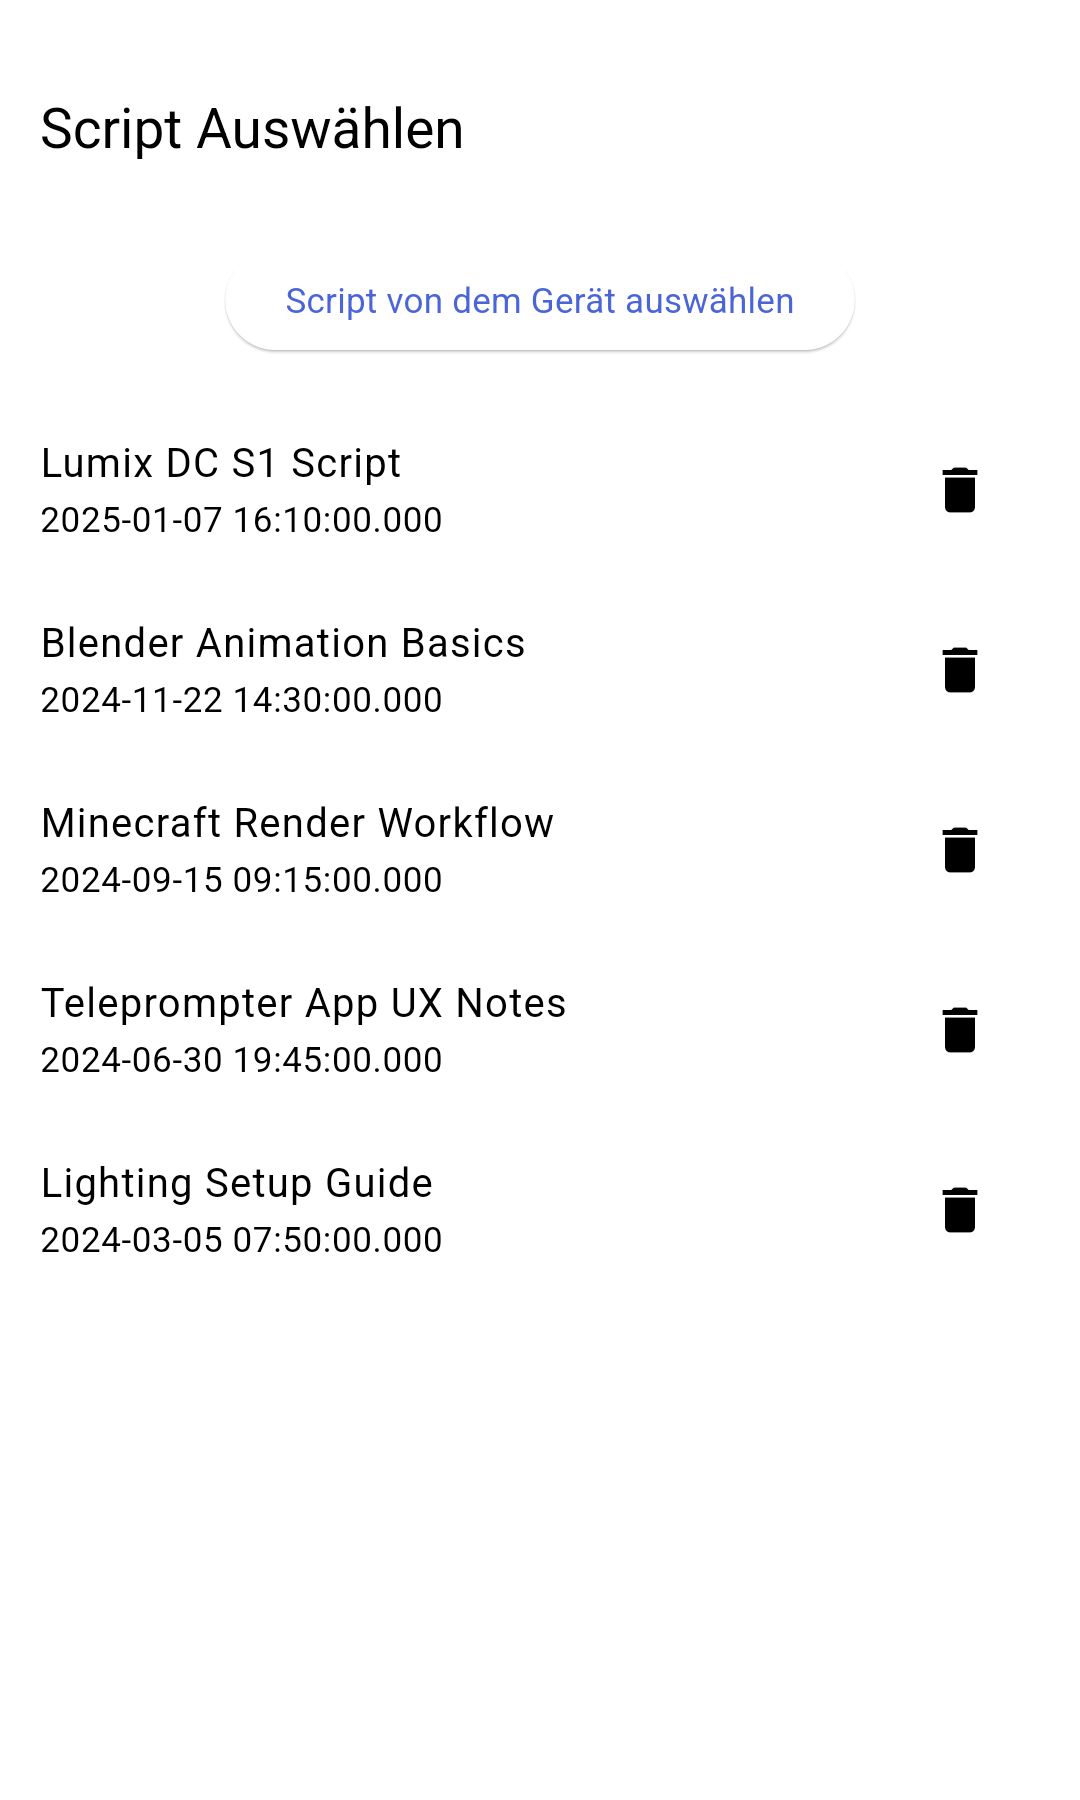 Script Auswählen
Script von dem Gerät auswählen
Lumix DC S1 Script
2025-01-07 16:10:00.000
Blender Animation Basics
2024-11-22 14:30:00.000
Minecraft Render Workflow
2024-09-15 09:15:00.000
Teleprompter App UX Notes
2024-06-30 19:45:00.000
Lighting Setup Guide
2024-03-05 07:50:00.000